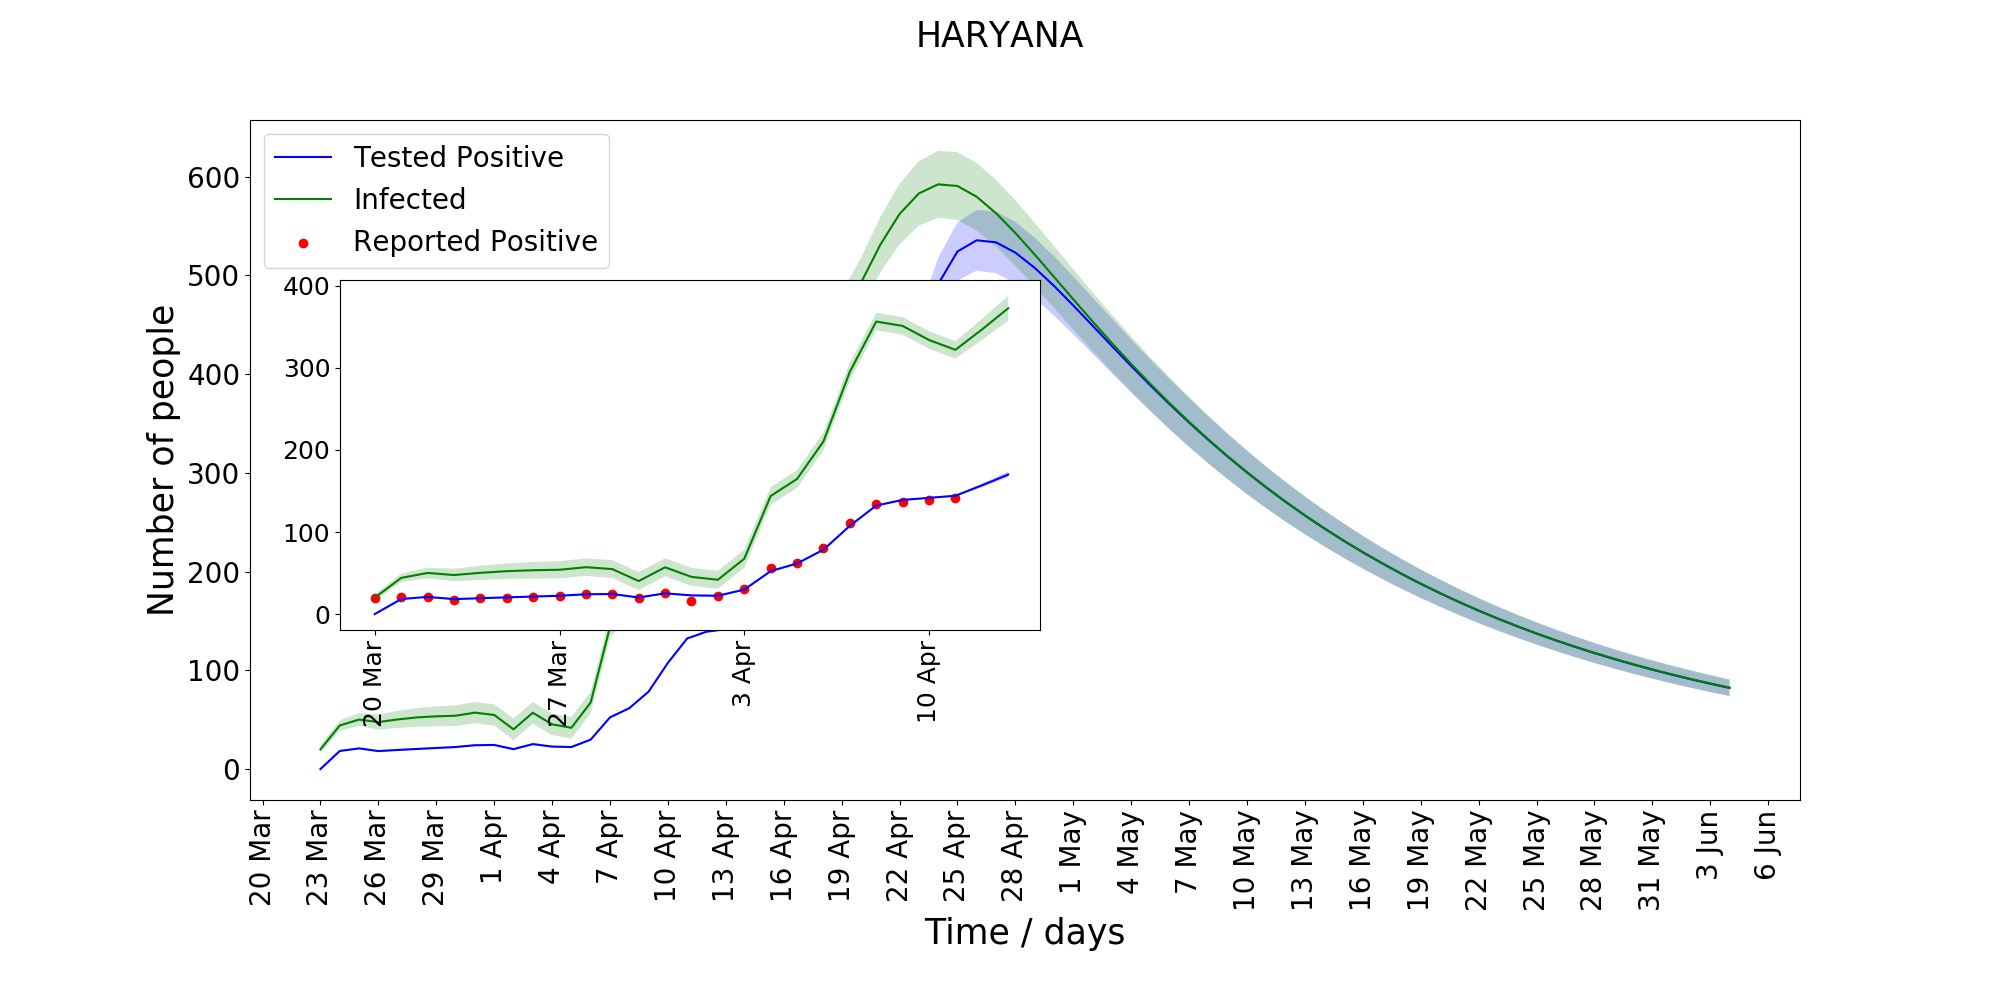 HARYANA
Tested Positive
Infected
Reported Positive
Number of people
600
500
400
300
200
100
0
400
300
200
100
0
20 Mar
27 Mar
3 Apr
10 Apr
20 Mar
23 Mar
26 Mar
29 Mar
1 Apr
4 Apr
7 Apr
10 Apr
13 Apr
16 Apr
19 Apr
22 Apr
25 Apr
28 Apr
1 May
4 May
7 May
10 May
13 May
16 May
19 May
22 May
25 May
28 May
31 May
3 Jun
6 Jun
Time / days